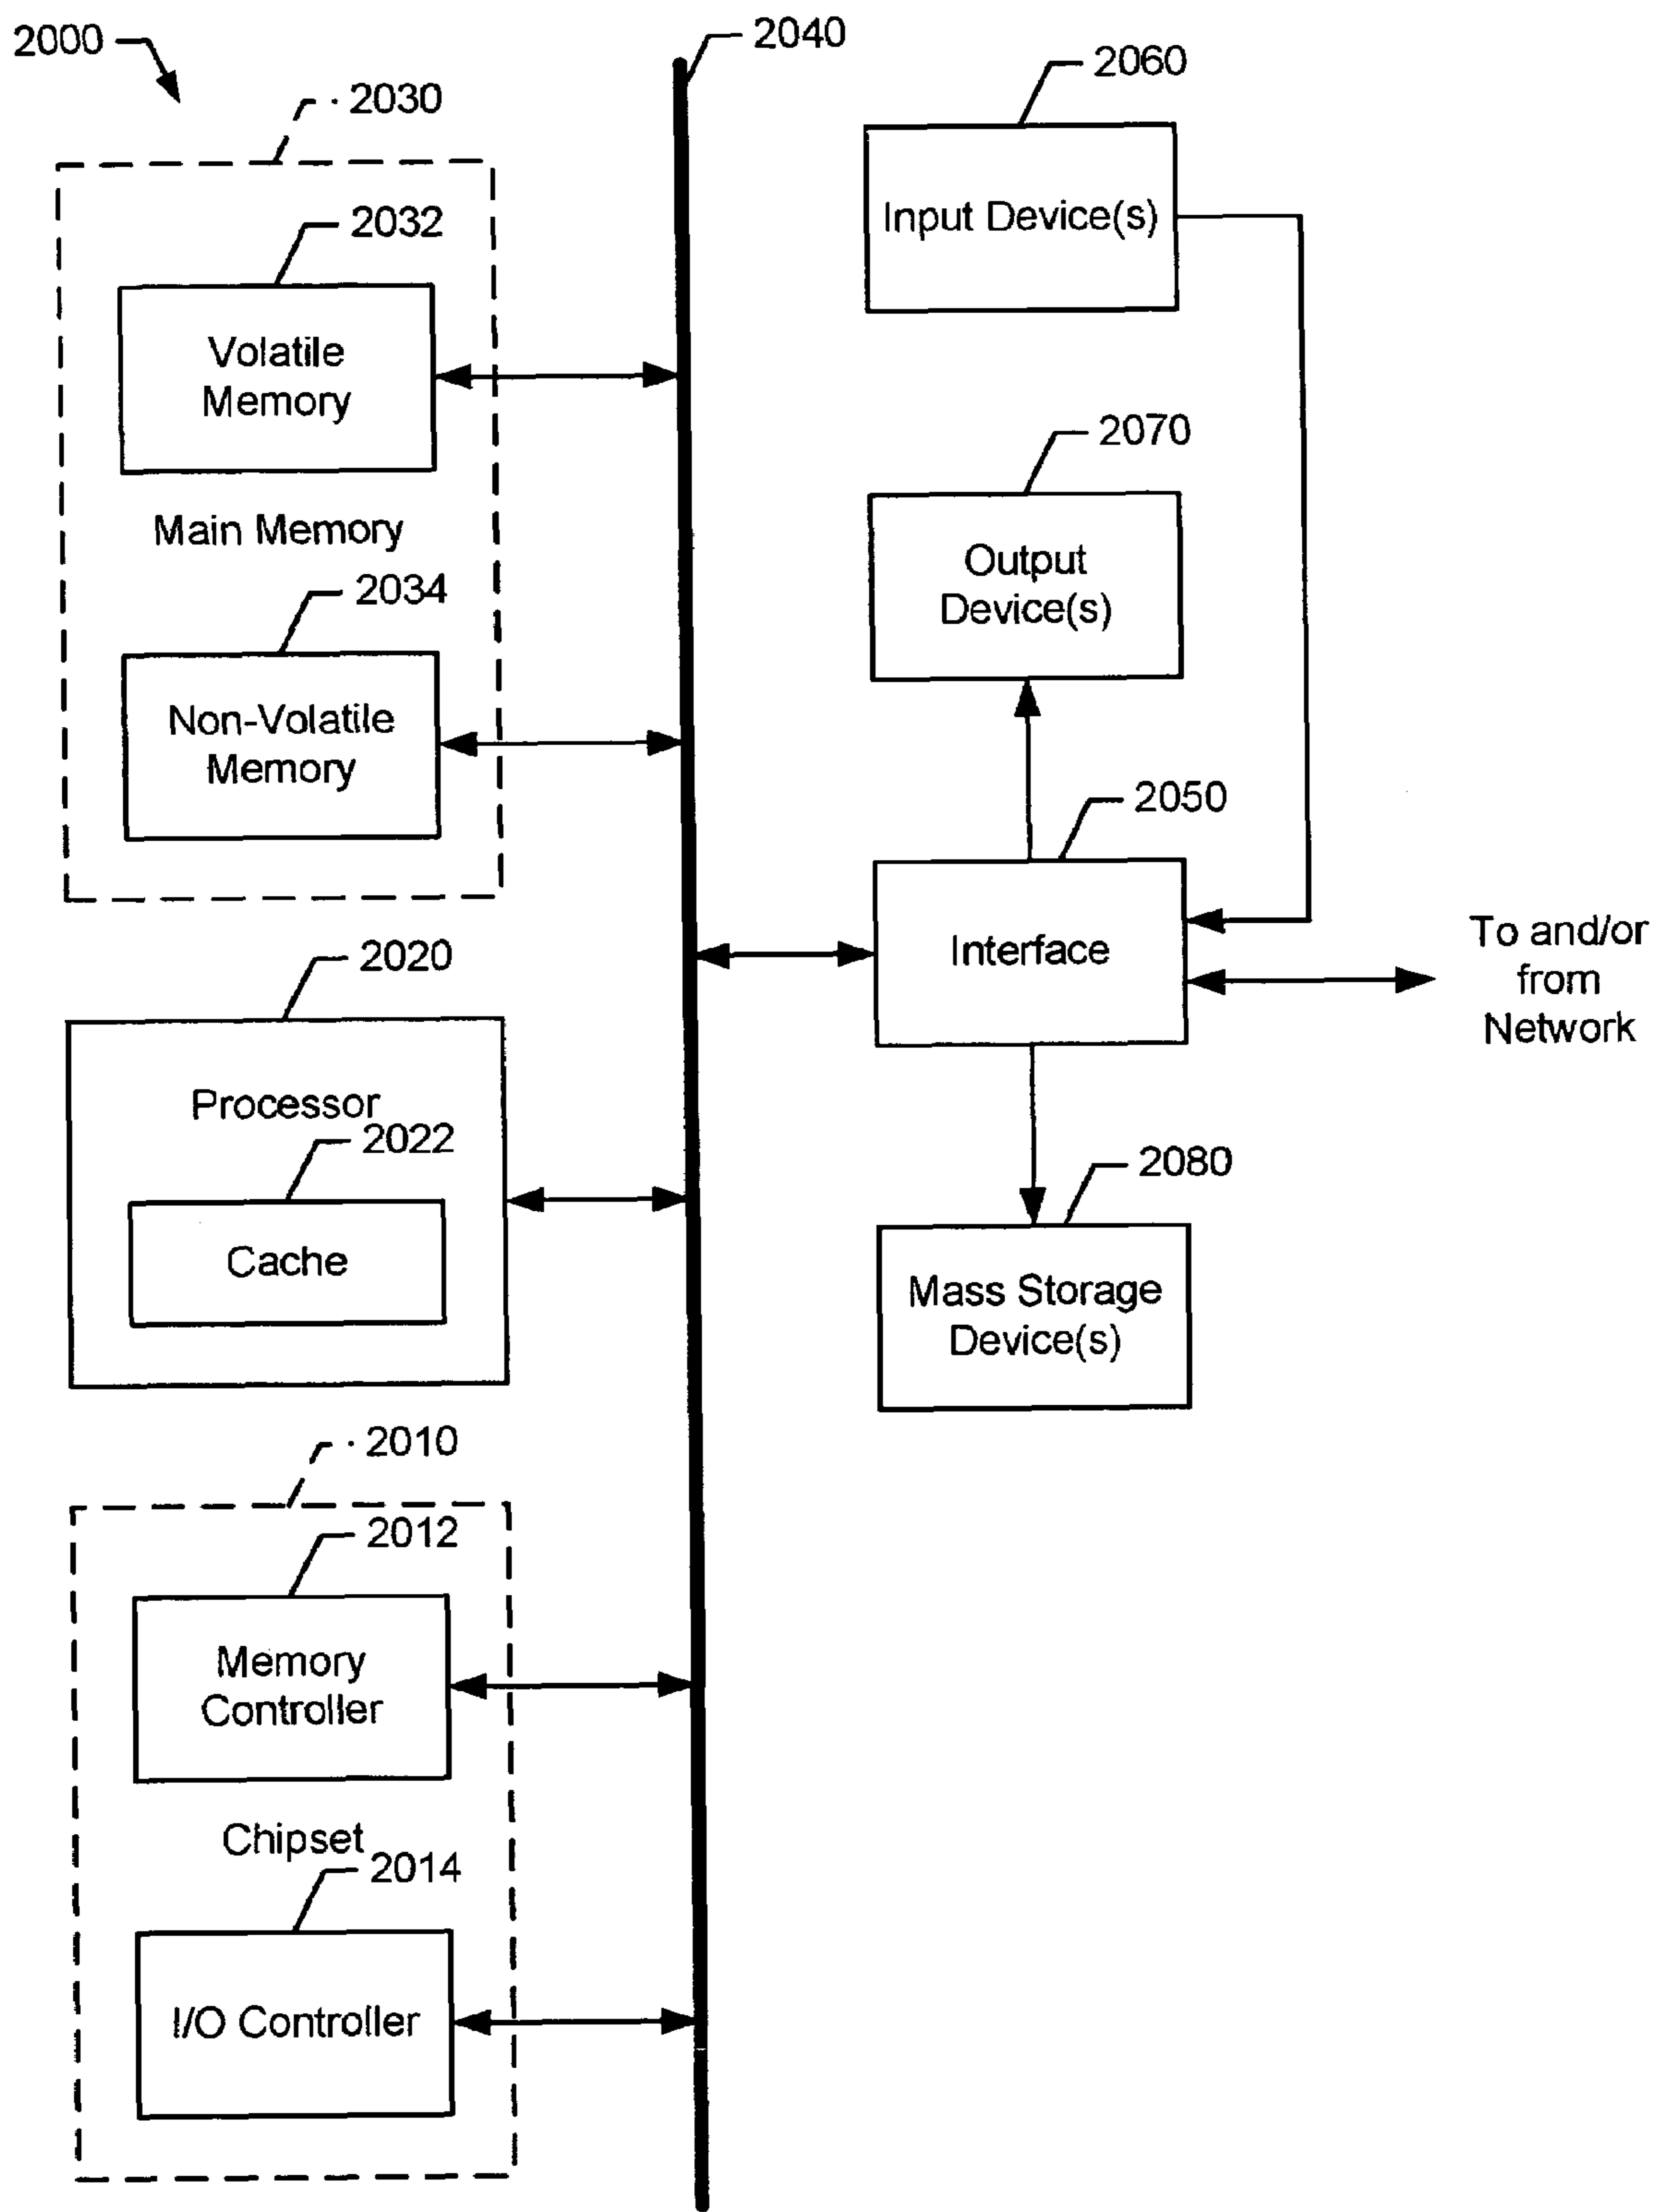 2000
2040
2060
2030
Input Device(s)
2032
Volatile
Memory
2070
Output
Device(s)
Main Memory
2034
Non-Volatile
Memory
2050
Interface
To and/or
from
Network
2020
Processor
2022
Cache
2080
Mass Storage
Device(s)
2010
2012
Memory
Controller
Chipset
2014
I/O Controller